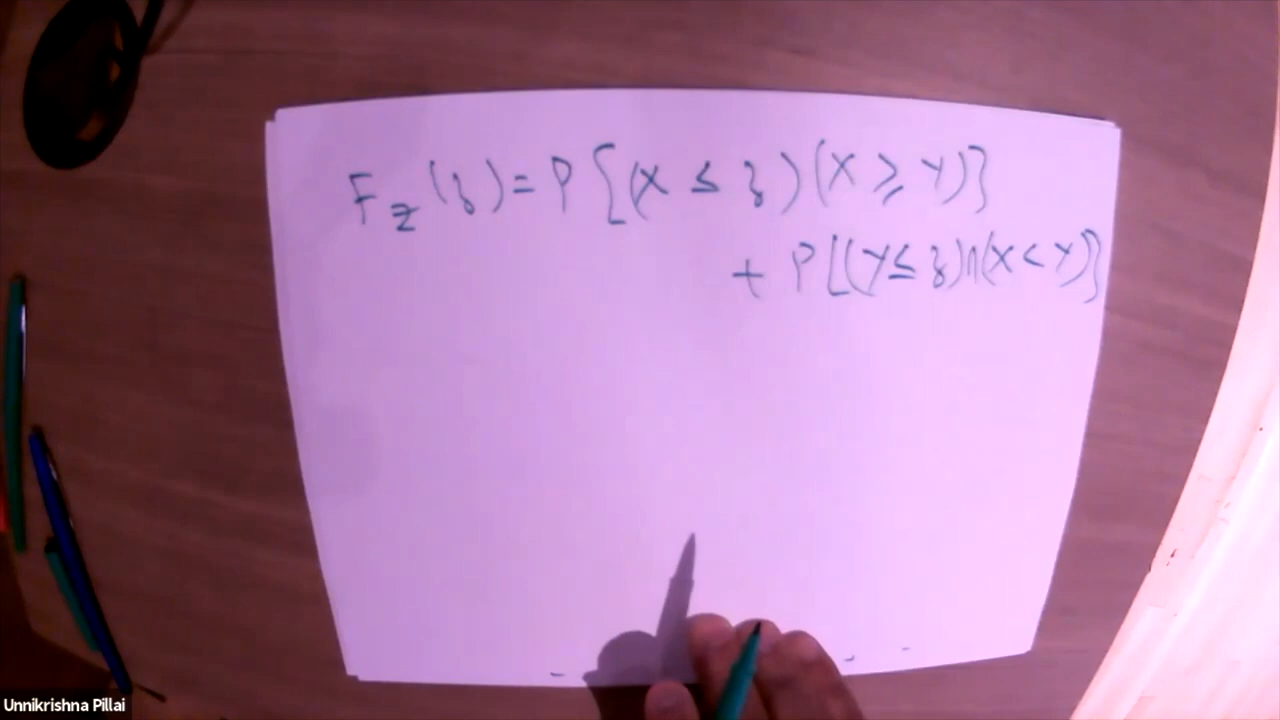 F_z(z) = P{(X ≤ z)(X ≥ Y)}
+ P[(Y ≤ z)∩(X < Y)}
Unnikrishna Pillai